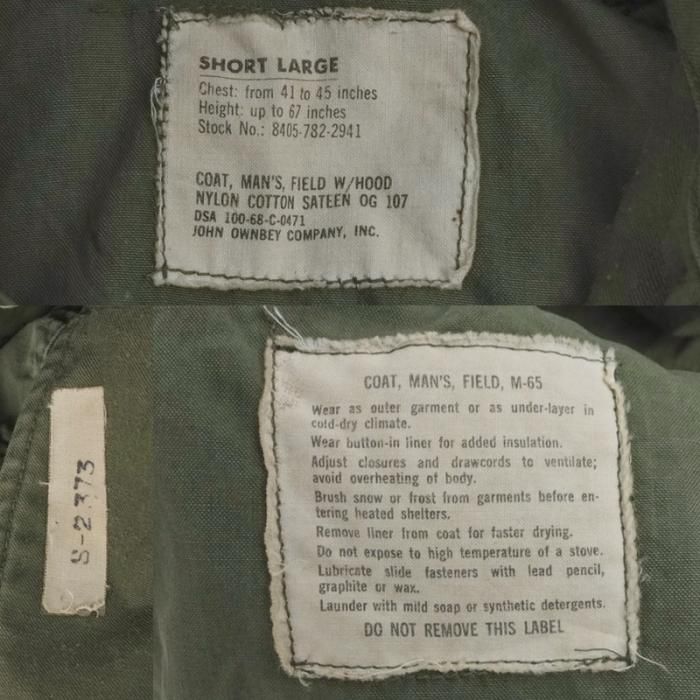 SHORT LARGE
Chest: from 41 to 45 inches
Height: up to 67 inches
Stock No.: 8405-782-2941
COAT, MAN'S, FIELD W/HOOD
NYLON COTTON SATEEN OG 107
DSA 100-68-C-0471
JOHN OWNBEY COMPANY, INC.
S-2373
COAT, MAN'S, FIELD, M-65
Wear as outer garment or as under-layer in
cold-dry climate.
Wear button-in liner for added insulation.
Adjust closures and drawcords to ventilate;
avoid overheating of body.
Brush snow or frost from garments before en-
tering heated shelters.
Remove liner from coat for faster drying.
Do not expose to high temperature of a stove.
Lubricate slide fasteners with lead pencil,
graphite or wax.
Launder with mild soap or synthetic detergents.
DO NOT REMOVE THIS LABEL